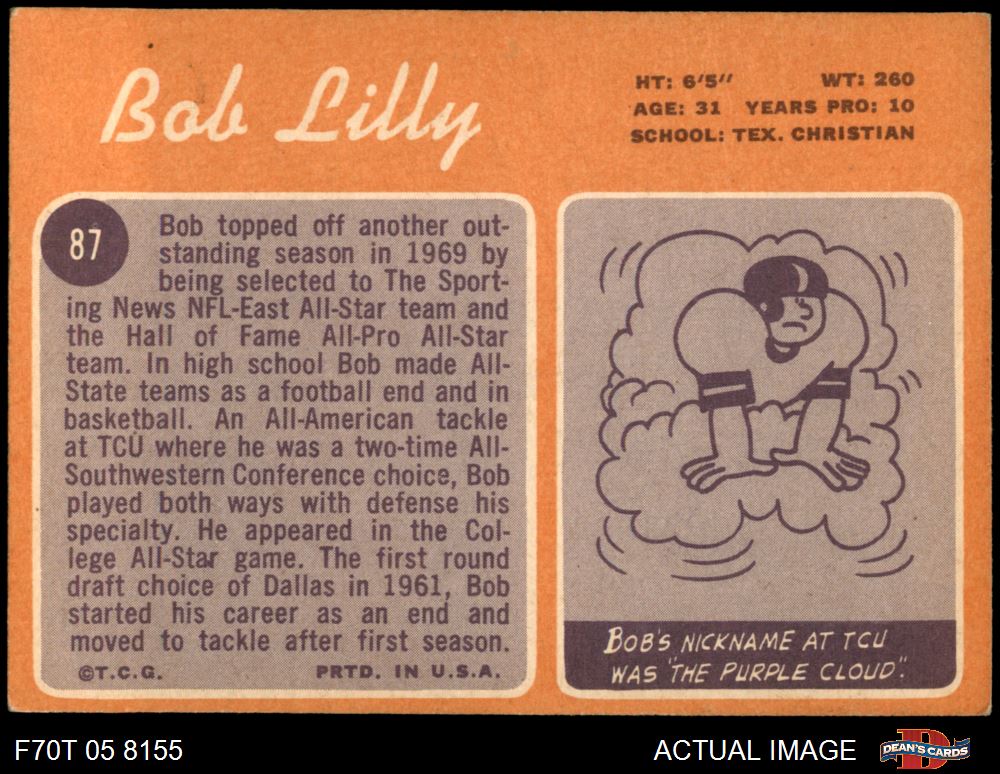 Bob Lilly
HT: 6'5" WT: 260
AGE: 31 YEARS PRO: 10
SCHOOL: TEX. CHRISTIAN
87
Bob topped off another out-
standing season in 1969 by
being selected to The Sport-
ing News NFL-East All-Star team and
the Hall of Fame All-Pro All-Star
team. In high school Bob made All-
State teams as a football end and in
basketball. An All-American tackle
at TCU where he was a two-time All-
Southwestern Conference choice, Bob
played both ways with defense his
specialty. He appeared in the Col-
lege All-Star game. The first round
draft choice of Dallas in 1961, Bob
started his career as an end and
moved to tackle after first season.
©T.C.G. PRTD. IN U.S.A.
BOB'S NICKNAME AT TCU
WAS "THE PURPLE CLOUD".
F70T 05 8155
ACTUAL IMAGE
DEAN'S CARDS